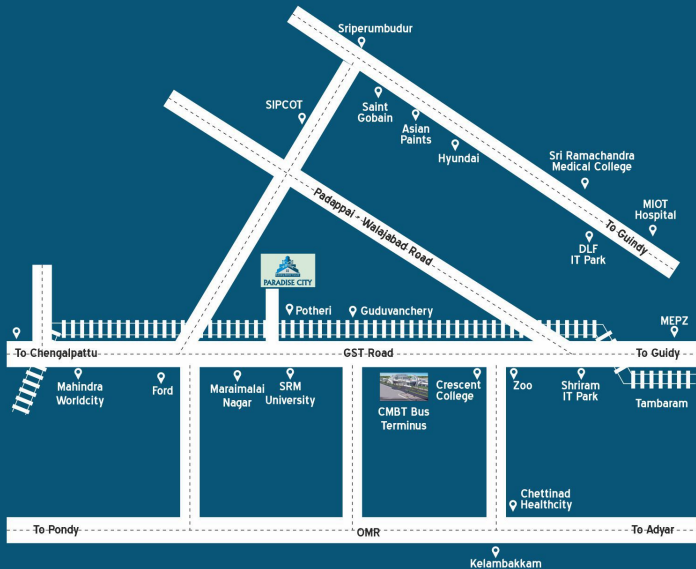 Sriperumbudur
SIPCOT
Saint
Gobain
Asian
Paints
Hyundai
Sri Ramachandra
Medical College
MIOT
Hospital
To Guindy
DLF
IT Park
Padappai - Walajabad Road
PARADISE CITY
Potheri
Guduvanchery
MEPZ
To Chengalpattu
GST Road
To Guidy
Mahindra
Worldcity
Ford
Maraimalai
Nagar
SRM
University
CMBT Bus
Terminus
Crescent
College
Zoo
Shriram
IT Park
Tambaram
Chettinad
Healthcity
To Pondy
OMR
To Adyar
Kelambakkam